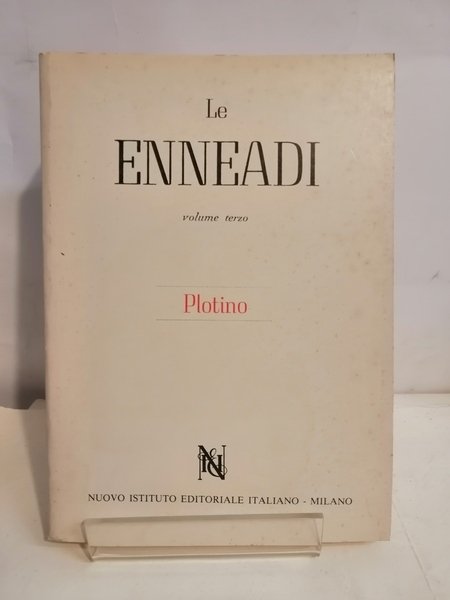 Le
ENNEADI
volume terzo
Plotino
NUOVO ISTITUTO EDITORIALE ITALIANO - MILANO